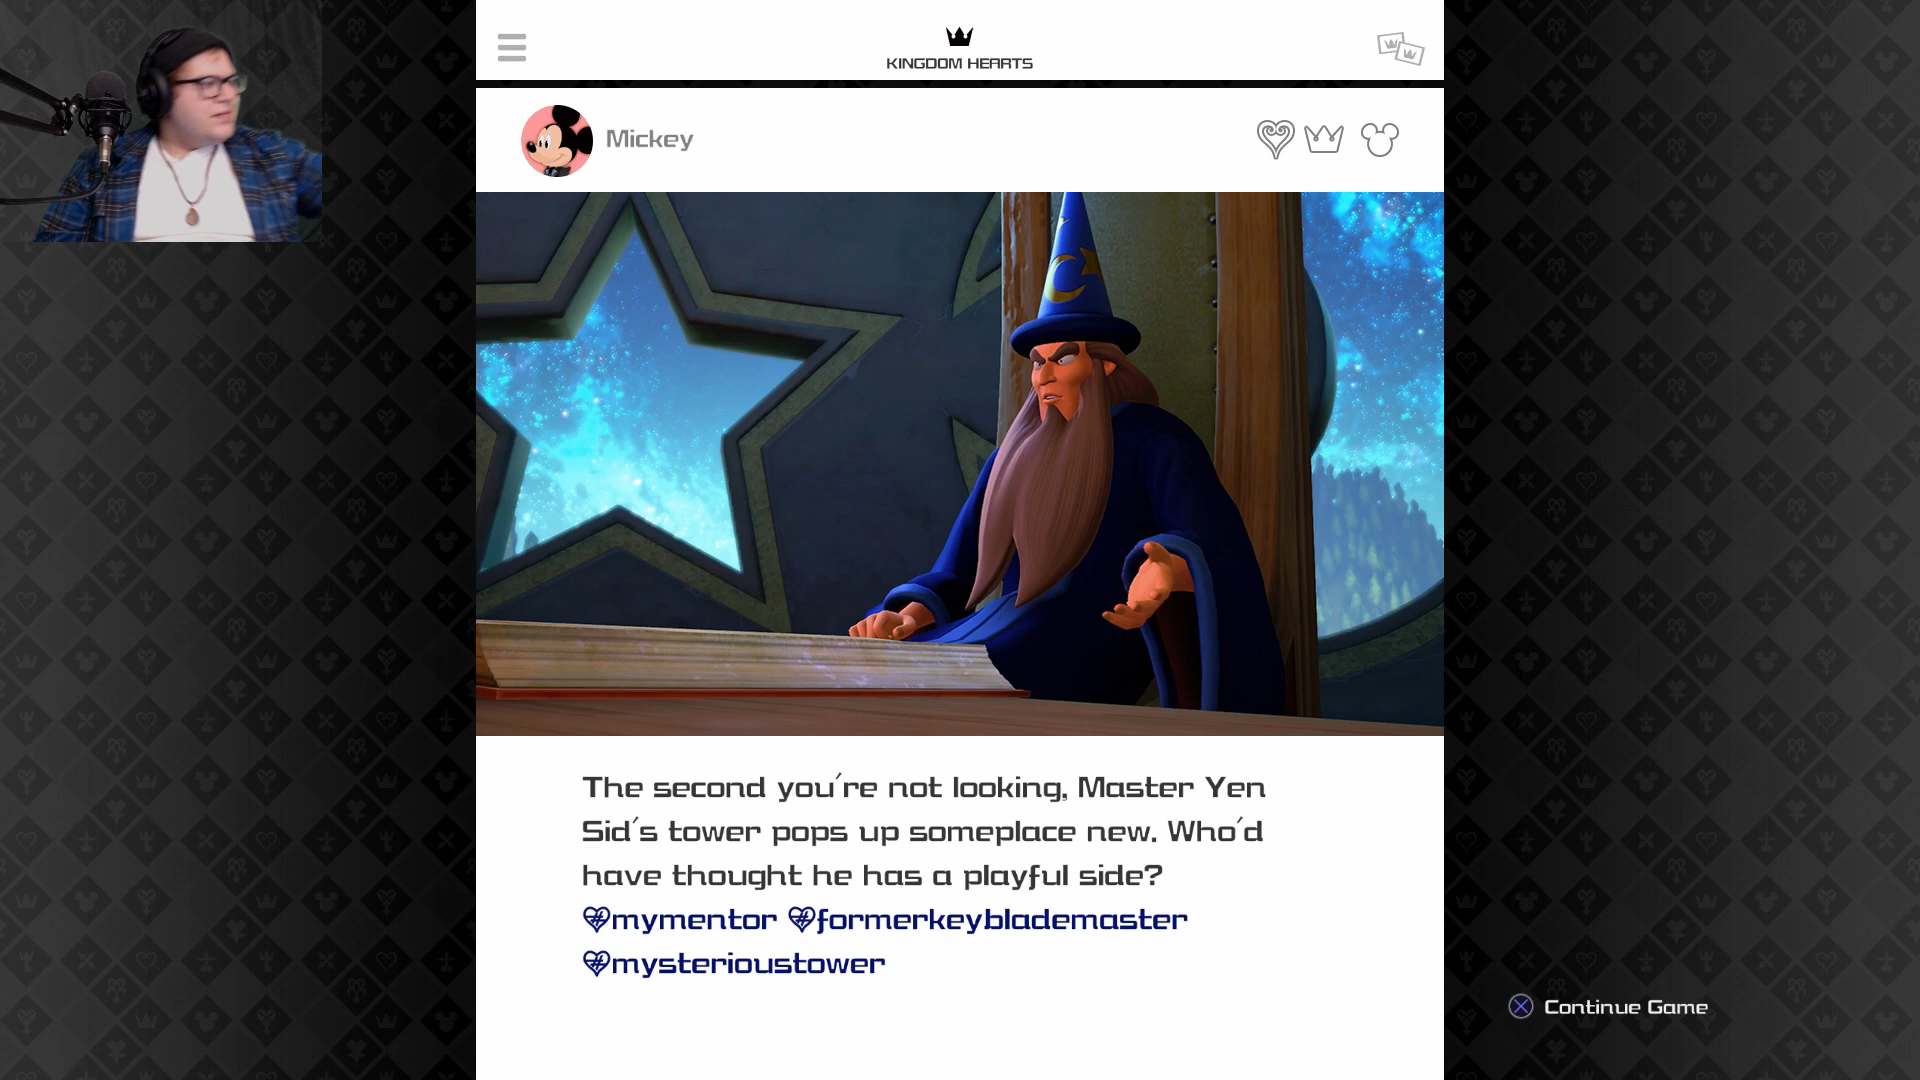 KINGDOM HEARTS
Mickey
The second you're not looking, Master Yen
Sid's tower pops up someplace new. Who'd
have thought he has a playful side?
#mymentor #formerkeyblademaster
#mysterioustower
Continue Game